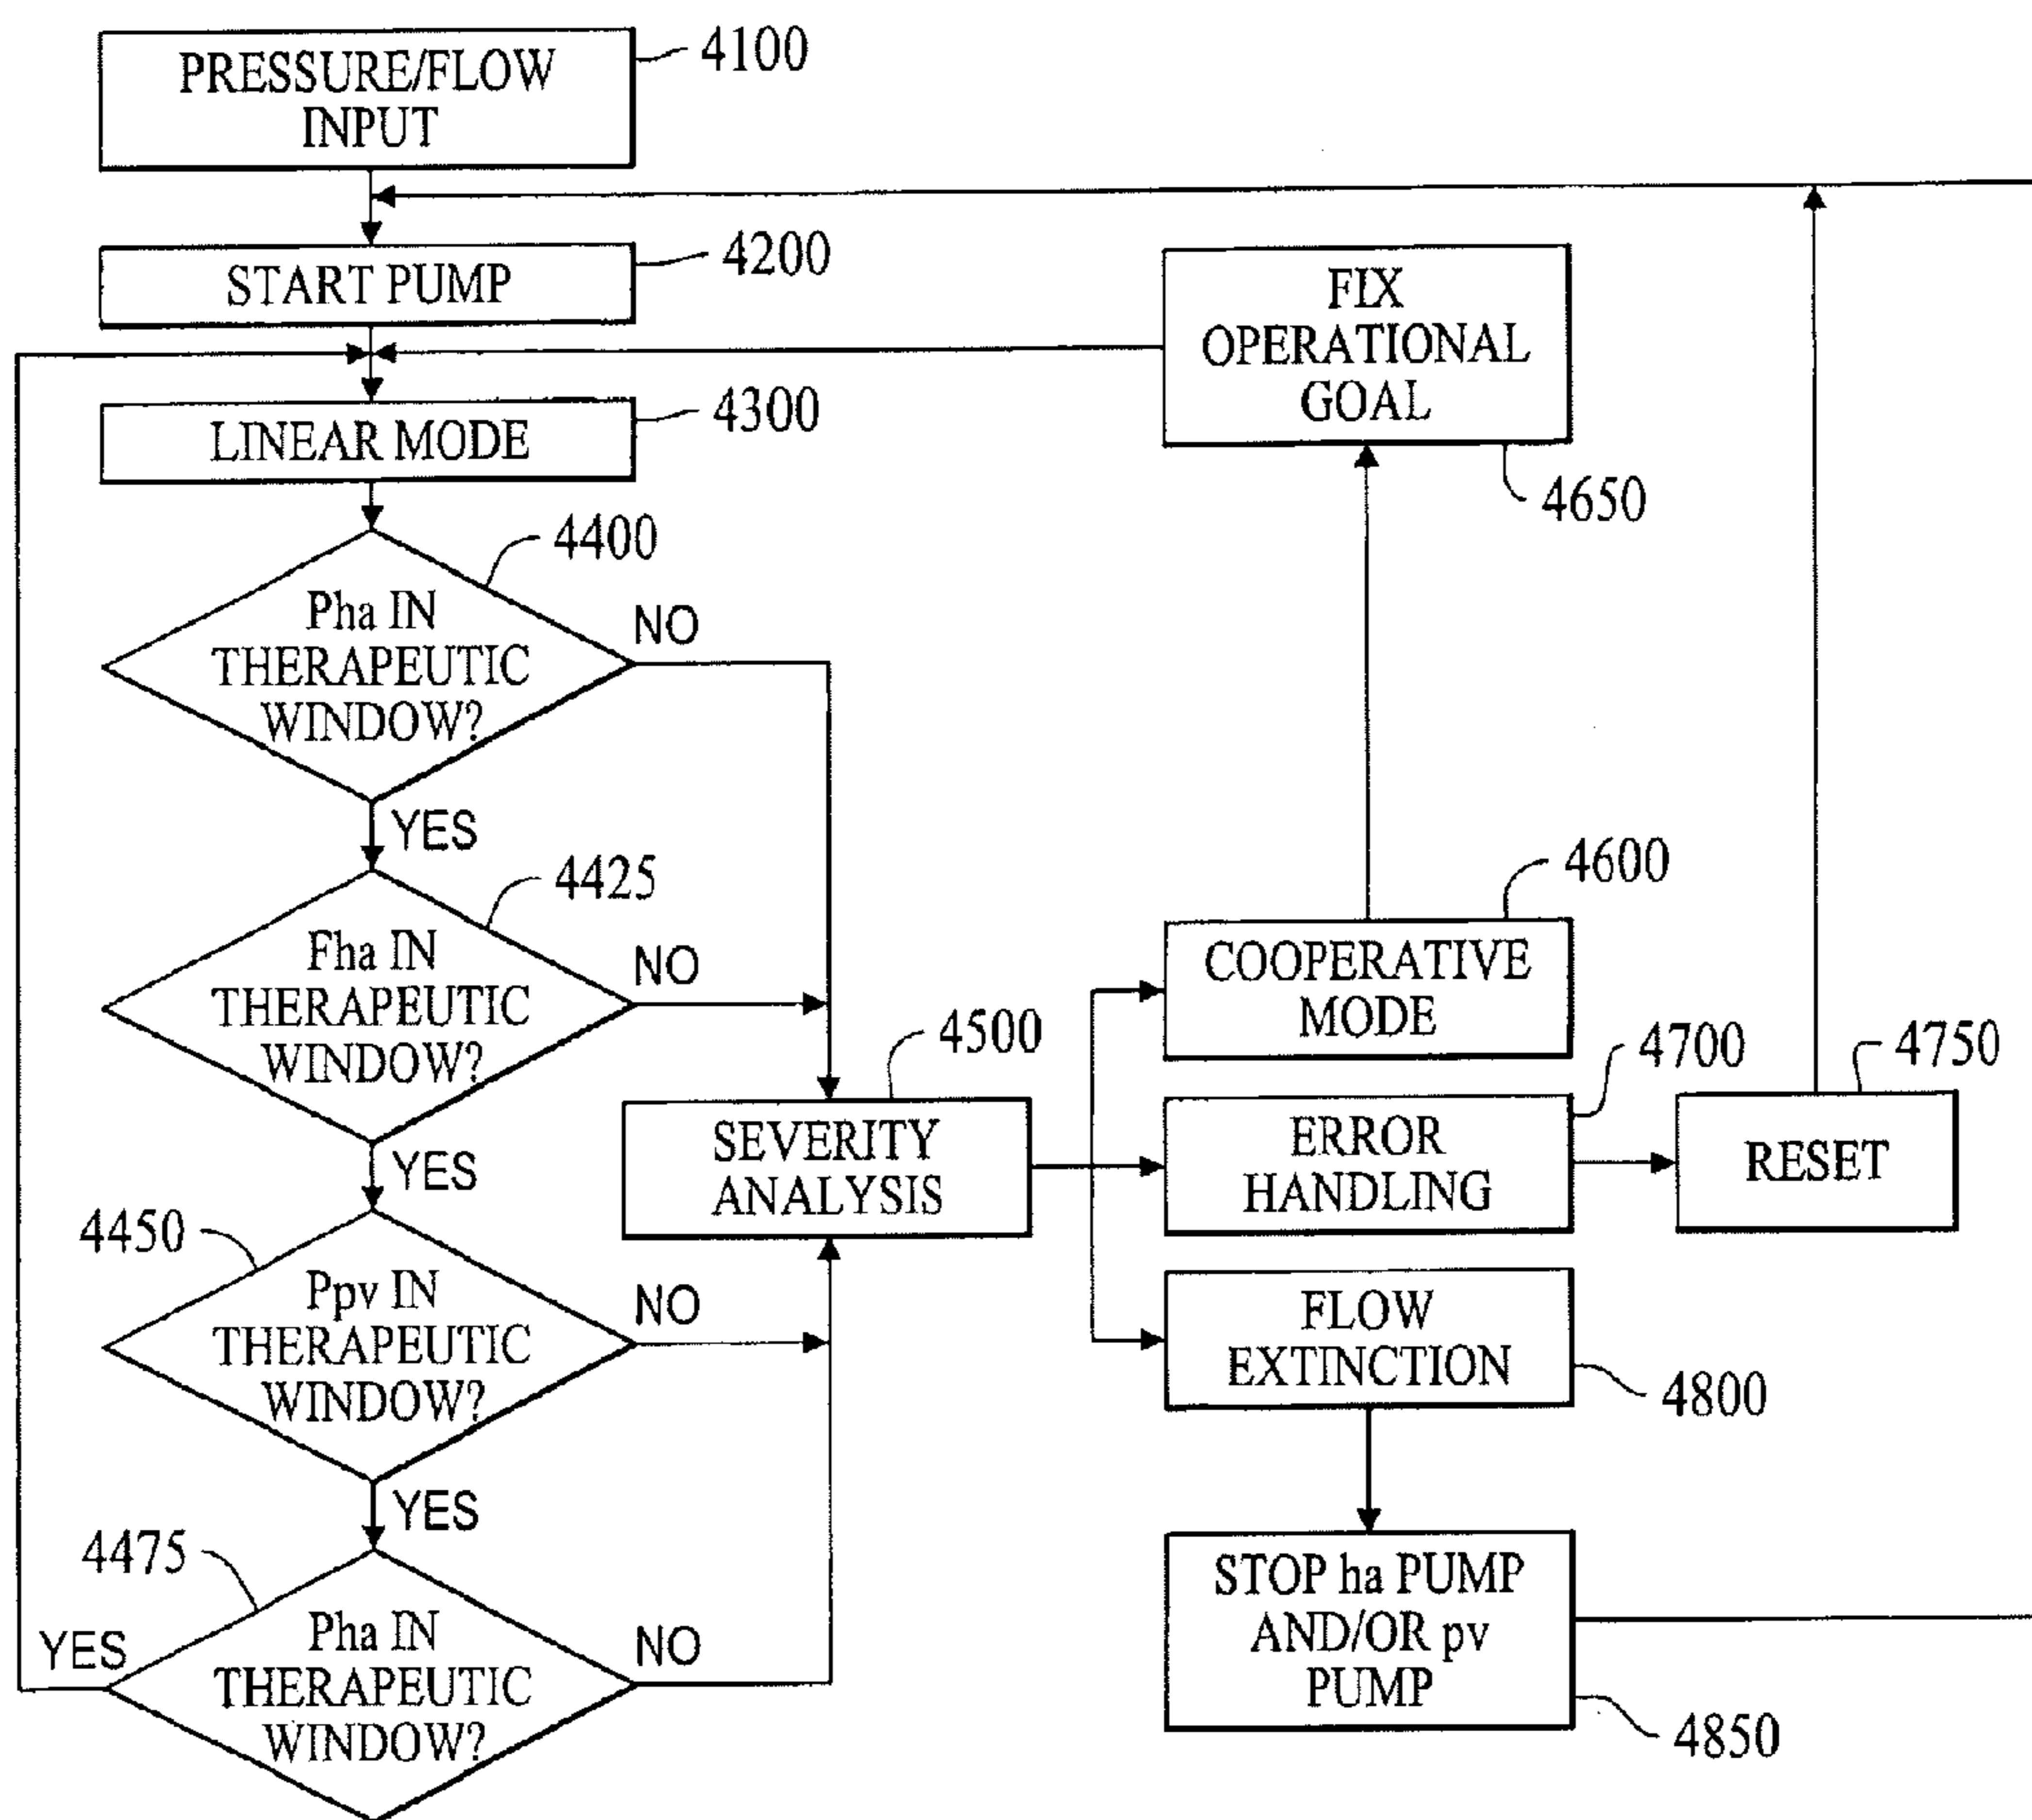 PRESSURE/FLOW
INPUT
4100
START PUMP
4200
LINEAR MODE
4300
FIX
OPERATIONAL
GOAL
4650
Pha IN
THERAPEUTIC
WINDOW?
4400
NO
YES
Fha IN
THERAPEUTIC
WINDOW?
4425
NO
YES
Ppv IN
THERAPEUTIC
WINDOW?
4450
NO
YES
Pha IN
THERAPEUTIC
WINDOW?
4475
NO
YES
SEVERITY
ANALYSIS
4500
COOPERATIVE
MODE
4600
ERROR
HANDLING
4700
RESET
4750
FLOW
EXTINCTION
4800
STOP ha PUMP
AND/OR pv
PUMP
4850